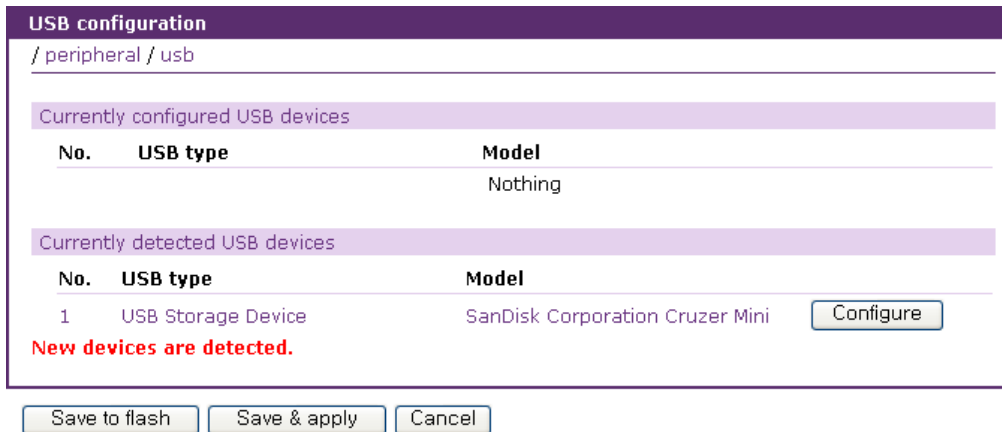 USB configuration
/ peripheral / usb
Currently configured USB devices
No. USB type Model
Nothing
Currently detected USB devices
No. USB type Model
1 USB Storage Device SanDisk Corporation Cruzer Mini Configure
New devices are detected.
Save to flash Save & apply Cancel